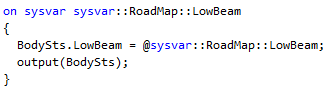 on sysvar sysvar::RoadMap::LowBeam
{
  BodySts.LowBeam = @sysvar::RoadMap::LowBeam;
  output(BodySts);
}